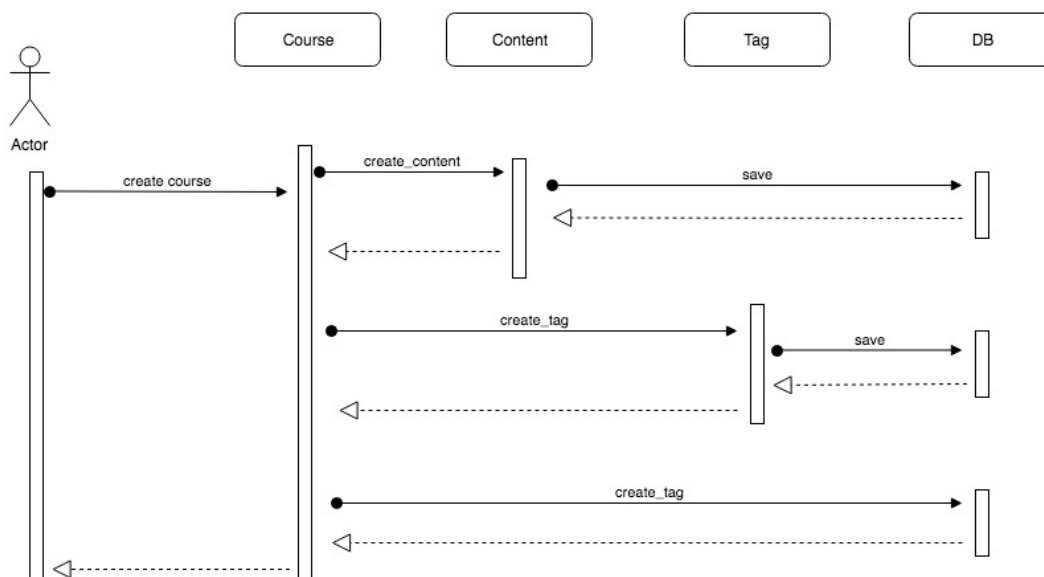 Course
Content
Tag
DB
Actor
create_content
create course
save
create_tag
save
create_tag